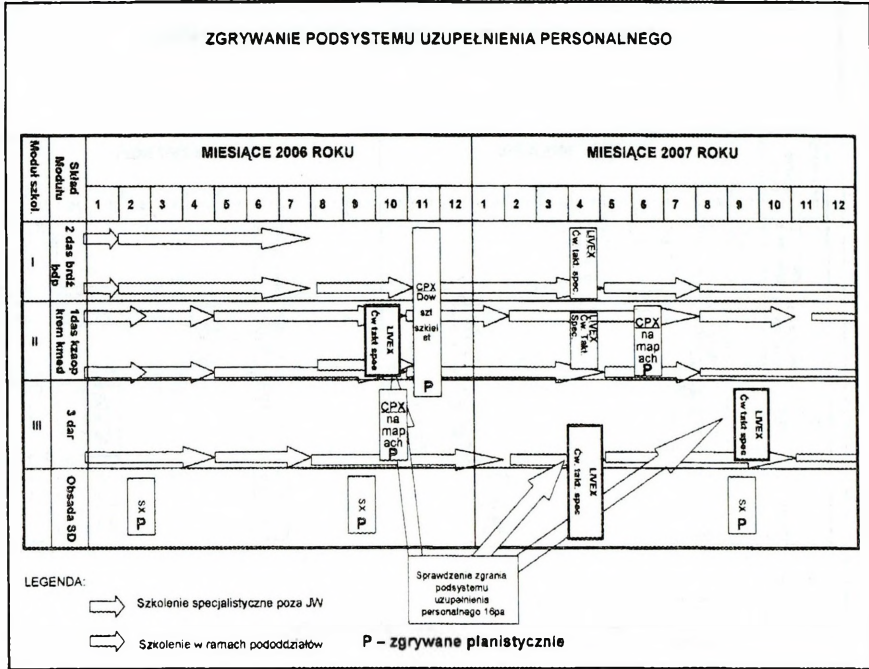 ZGRYWANIE PODSYSTEMU UZUPEŁNIENIA PERSONALNEGO
Moduł szkol.
Skład
Modułu
MIESIĄCE 2006 ROKU
MIESIĄCE 2007 ROKU
1 2 3 4 5 6 7 8 9 10 11 12 1 2 3 4 5 6 7 8 9 10 11 12
I
2 das brdż
bdp
CPX
Dow
szt
szkiel
et
P
LIVEX
Ćw. takt. spec
II
1das kzaop
krem kmed
LIVEX
Ćw takt spec
LIVEX
Ćw. Takt
Spec.
CPX
na
map
ach
P
III
3 dar
CPX
na
map
ach
P
LIVEX
Ćw. takt. spec
LIVEX
Ćw takt spec
Obsada SD
SX P
SX P
SX P
Sprawdzenie zgrania
podsystemu
uzupełnienia
personalnego 16pa
LEGENDA:
Szkolenie specjalistyczne poza JW
Szkolenie w ramach pododdziałów
P – zgrywane planistycznie